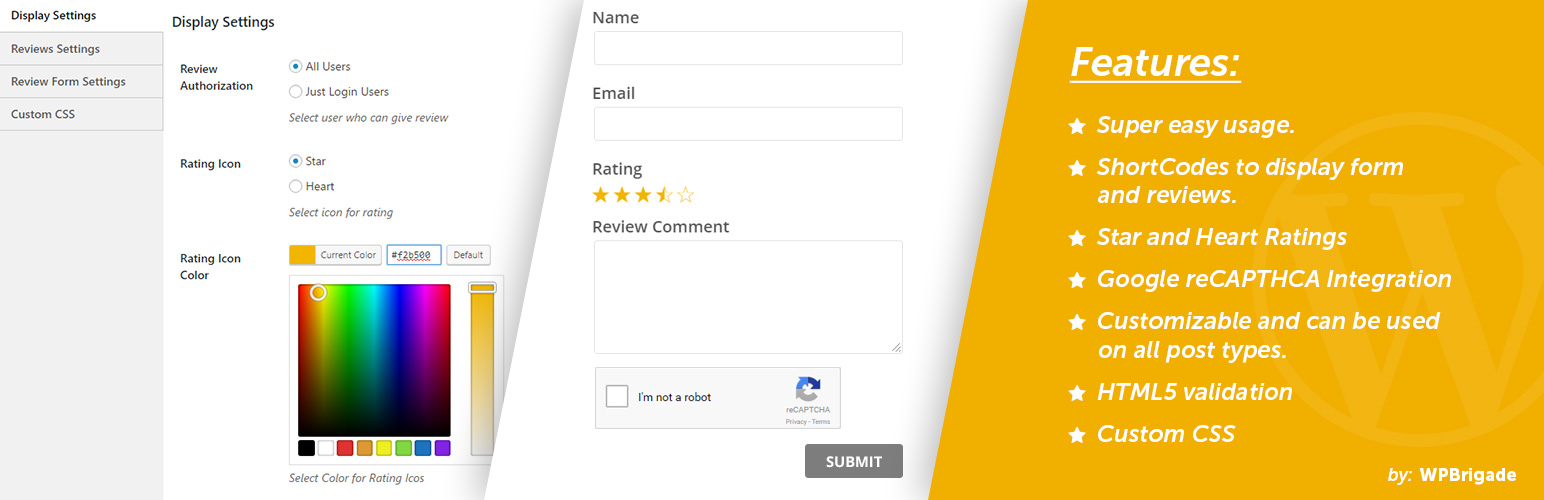 Display Settings
Reviews Settings
Review Form Settings
Custom CSS
Display Settings
Review
Authorization
All Users
Just Login Users
Select user who can give review
Rating Icon
Star
Heart
Select icon for rating
Rating Icon
Color
Current Color
#f2b500
Default
Select Color for Rating Icos
Name
Email
Rating
Review Comment
I'm not a robot
reCAPTCHA
Privacy - Terms
SUBMIT
Features:
Super easy usage.
ShortCodes to display form
and reviews.
Star and Heart Ratings
Google reCAPTHCA Integration
Customizable and can be used
on all post types.
HTML5 validation
Custom CSS
by: WPBrigade